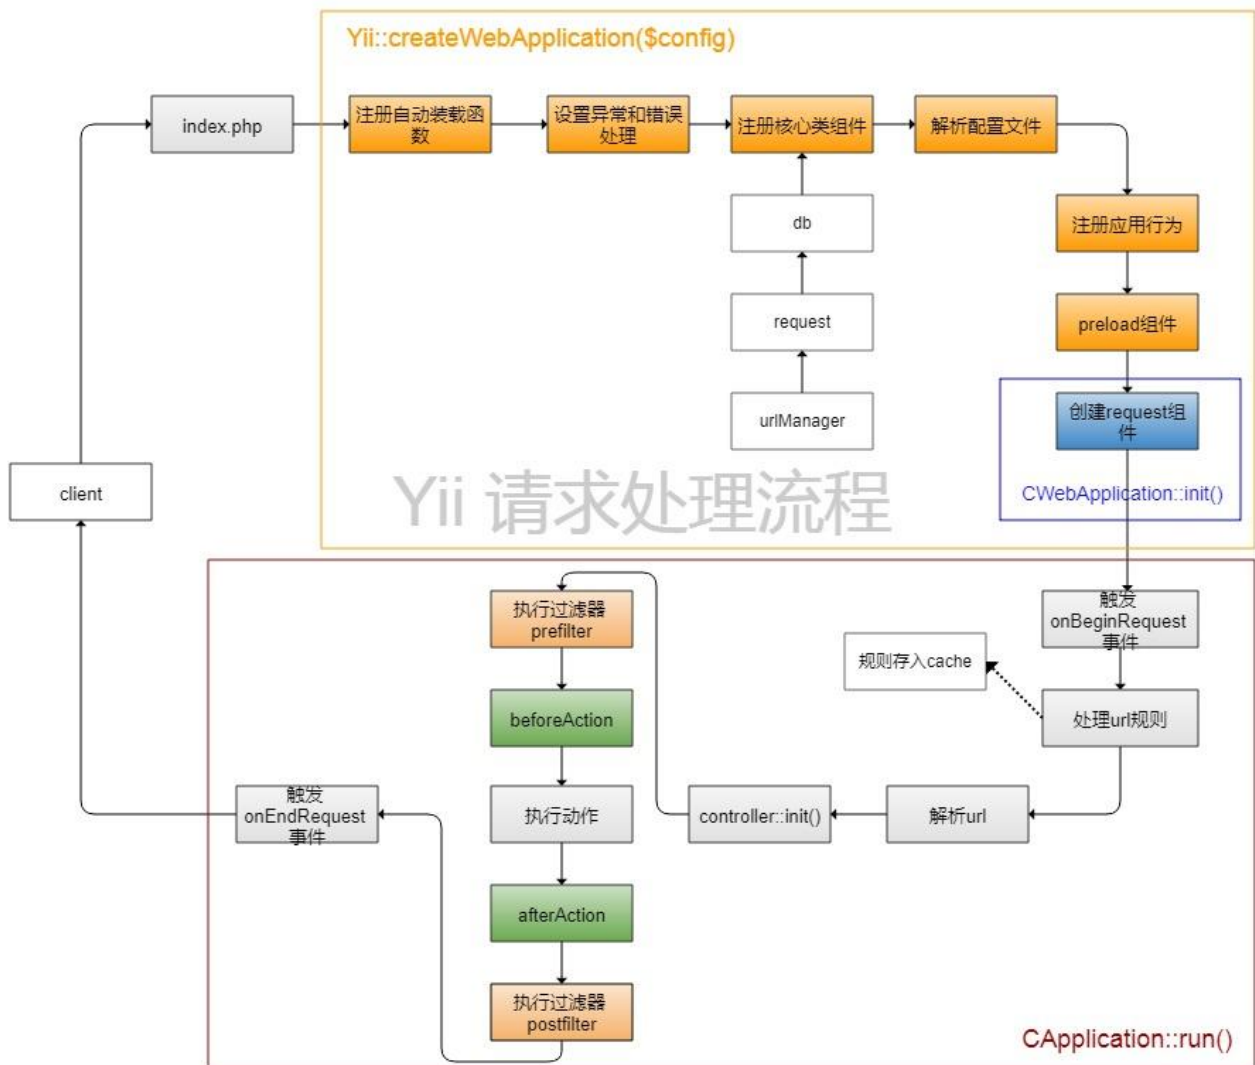 Yii::createWebApplication($config)
index.php
注册自动装载函
数
设置异常和错误
处理
注册核心类组件
解析配置文件
db
注册应用行为
request
preload组件
urlManager
创建request组
件
client
CWebApplication::init()
Yii 请求处理流程
触发
onBeginRequest
事件
执行过滤器
prefilter
规则存入cache
处理url规则
beforeAction
触发
onEndRequest
事件
执行动作
controller::init()
解析url
afterAction
执行过滤器
postfilter
CApplication::run()